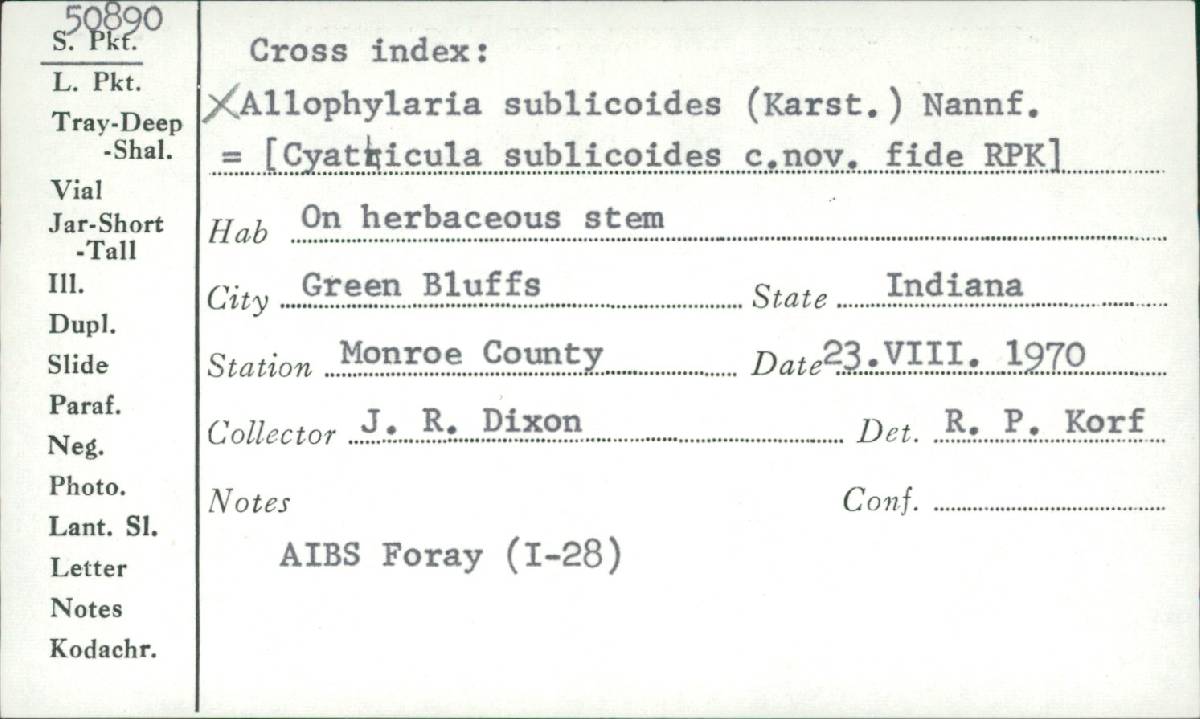 50890
S. Pkt.
L. Pkt.
Tray-Deep
-Shal.
Vial
Jar-Short
-Tall
Ill.
Dupl.
Slide
Paraf.
Neg.
Photo.
Lant. Sl.
Letter
Notes
Kodachr.
Cross index:
XAllophylaria sublicoides (Karst.) Nannf.
= [Cyathicula sublicoides c.nov. fide RPK]
Hab On herbaceous stem
City Green Bluffs State Indiana
Station Monroe County Date 23.VIII. 1970
Collector J. R. Dixon Det. R. P. Korf
Notes Conf.
AIBS Foray (I-28)